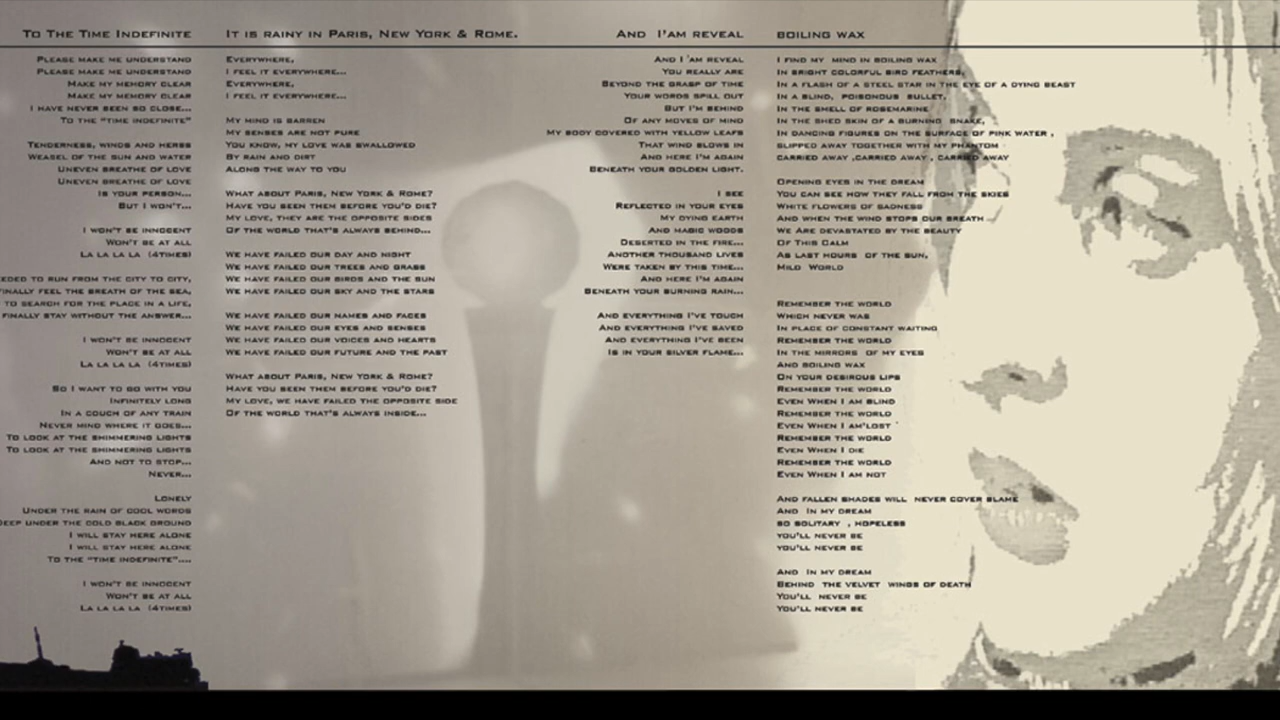 To The Time Indefinite
Please make me understand
Please make me understand
Make my memory clear
Make my memory clear
I have never been so close...
To the "time indefinite"
Tenderness, winds and herbs
Weasel of the sun and water
Uneven breathe of love
Uneven breathe of love
Is your person...
But I won't...
I won't be innocent
Won't be at all
La la la la (4times)
to run from the city to city,
feel the breath of the sea,
to search for the place in a life,
finally stay without the answer...
I won't be innocent
Won't be at all
La la la la (4times)
So I want to go with you
Infinitely long
In a couch of any train
Never mind where it goes...
To look at the shimmering lights
To look at the shimmering lights
And not to stop...
Never...
Lonely
Under the rain of cool words
under the cold black ground
I will stay here alone
I will stay here alone
To the "time indefinite"....
I won't be innocent
Won't be at all
La la la la (4times)
It is rainy in Paris, New York & Rome.
Everywhere,
I feel it everywhere...
Everywhere,
I feel it everywhere...
My mind is barren
My senses are not pure
You know, my love was swallowed
By rain and dirt
Along the way to you
What about Paris, New York & Rome?
Have you seen them before you'd die?
My love, they are the opposite sides
Of the world that's always behind...
We have failed our day and night
We have failed our trees and grass
We have failed our birds and the sun
We have failed our sky and the stars
We have failed our names and faces
We have failed our eyes and senses
We have failed our voices and hearts
We have failed our future and the past
What about Paris, New York & Rome?
Have you seen them before you'd die?
My love, we have failed the opposite side
Of the world that's always inside...
And I'am reveal
And I'am reveal
You really are
Beyond the grasp of time
Your words spill out
But I'm behind
Of any moves of mind
My body covered with yellow leafs
That wind blows in
And here I'm again
Beneath your golden light.
I see
Reflected in your eyes
My dying earth
And magic woods
Deserted in the fire...
Another thousand lives
Were taken by this time...
And here I'm again
Beneath your burning rain...
And everything I've touch
And everything I've saved
And everything I've been
Is in your silver flame...
boiling wax
I find my mind in boiling wax
In bright colorful bird feathers,
In a flash of a steel star in the eye of a dying beast
In a blind, poisonous bullet,
In the smell of rosemarine
In the shed skin of a burning snake,
In dancing figures on the surface of pink water ,
slipped away together with my phantom
carried away ,carried away , carried away
Opening eyes in the dream
You can see how they fall from the skies
White flowers of sadness
And when the wind stops our breath
We Are devastated by the beauty
Of This Calm
As last hours of the sun,
Mild World
Remember the world
Which never was
In place of constant waiting
Remember the world
In the mirrors of my eyes
And boiling wax
On your desirous lips
Remember the world
Even When I am blind
Remember the world
Even When I am'lost
Remember the world
Even When I die
Remember the world
Even When I am not
And fallen shades will never cover blame
And in my dream
so solitary , hopeless
you'll never be
you'll never be
And in my dream
Behind the velvet wings of death
You'll never be
You'll never be